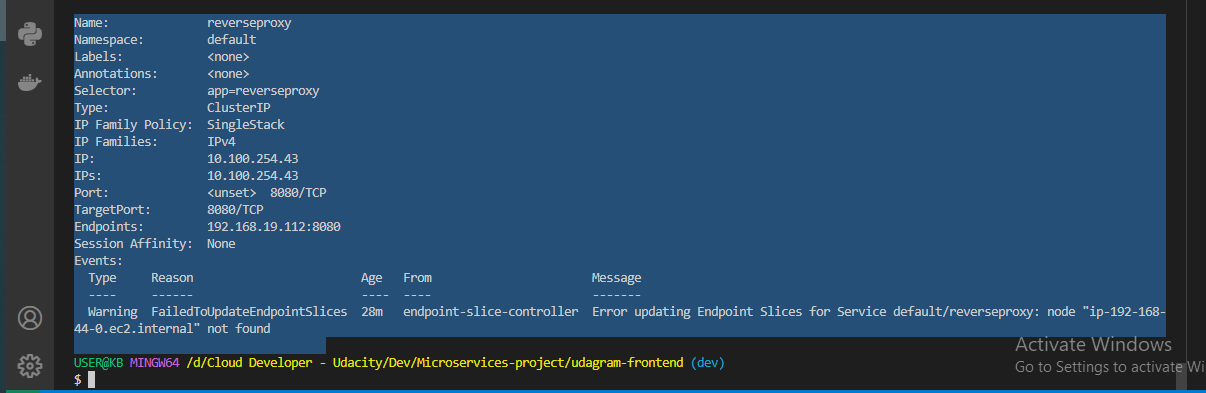 Name: reverseproxy
Namespace: default
Labels: <none>
Annotations: <none>
Selector: app=reverseproxy
Type: ClusterIP
IP Family Policy: SingleStack
IP Families: IPv4
IP: 10.100.254.43
IPs: 10.100.254.43
Port: <unset> 8080/TCP
TargetPort: 8080/TCP
Endpoints: 192.168.19.112:8080
Session Affinity: None
Events:
Type Reason Age From Message
---- ------ ---- ---- -------
Warning FailedToUpdateEndpointSlices 28m endpoint-slice-controller Error updating Endpoint Slices for Service default/reverseproxy: node "ip-192-168-
44-0.ec2.internal" not found
USER@KB MINGW64 /d/Cloud Developer - Udacity/Dev/Microservices-project/udagram-frontend (dev)
$
Activate Windows
Go to Settings to activate Wi